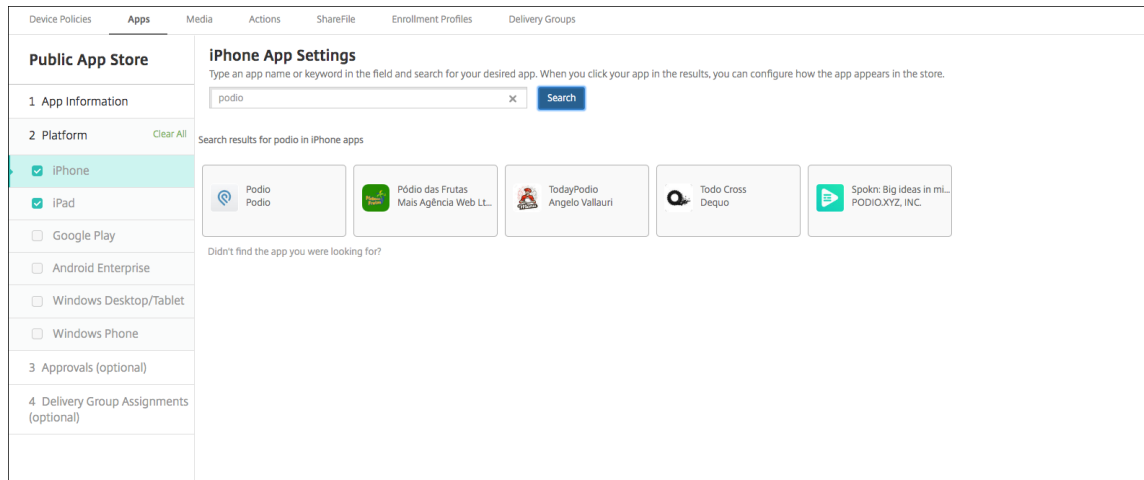 Device Policies Apps Media Actions ShareFile Enrollment Profiles Delivery Groups
Public App Store
1 App Information
2 Platform Clear All
iPhone
iPad
Google Play
Android Enterprise
Windows Desktop/Tablet
Windows Phone
3 Approvals (optional)
4 Delivery Group Assignments
(optional)
iPhone App Settings
Type an app name or keyword in the field and search for your desired app. When you click your app in the results, you can configure how the app appears in the store.
podio Search
Search results for podio in iPhone apps
Podio
Podio
Pódio das Frutas
Mais Agência Web Lt...
TodayPodio
Angelo Vallauri
Todo Cross
Dequo
Spokn: Big ideas in mi...
PODIO.XYZ, INC.
Didn't find the app you were looking for?